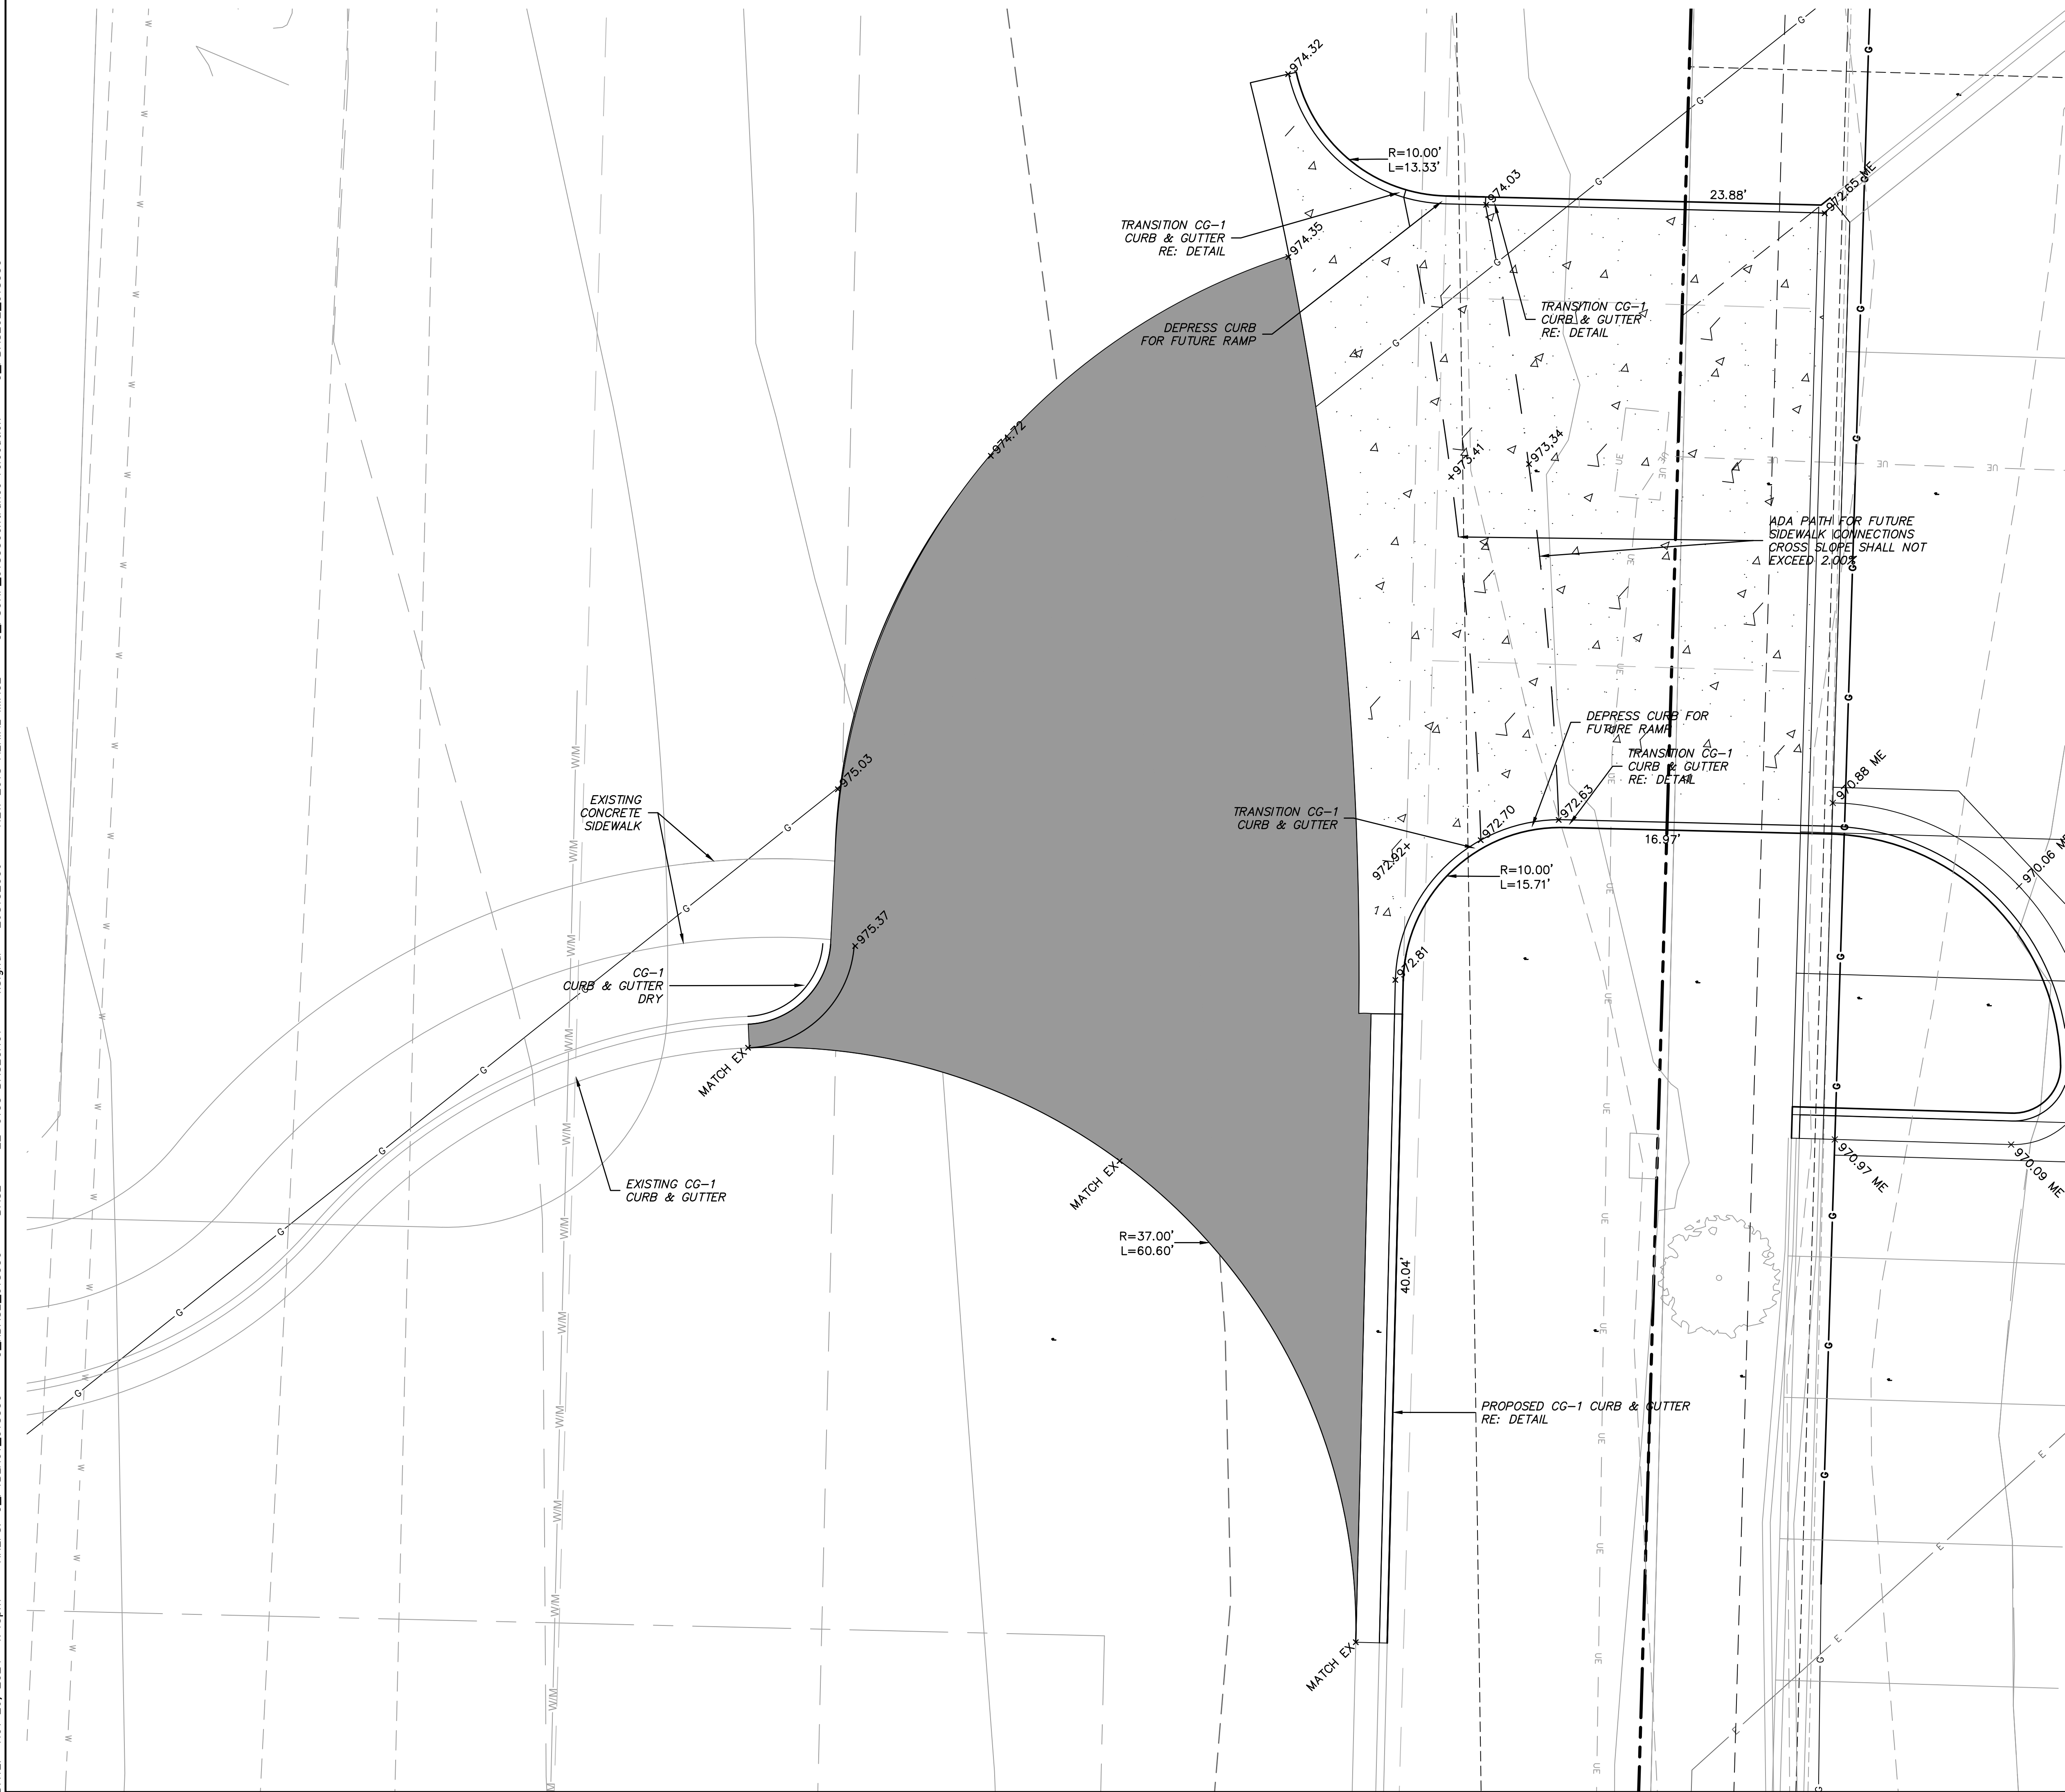 974.32
R=10.00'
L=13.33'
974.03
23.88'
972.65 ME
TRANSITION CG-1
CURB & GUTTER
RE: DETAIL
974.35
TRANSITION CG-1
CURB & GUTTER
RE: DETAIL
DEPRESS CURB
FOR FUTURE RAMP
974.72
973.41
973.34
ADA PATH FOR FUTURE
SIDEWALK CONNECTIONS
CROSS SLOPE SHALL NOT
EXCEED 2.00%
DEPRESS CURB FOR
FUTURE RAMP
TRANSITION CG-1
CURB & GUTTER
RE: DETAIL
975.03
970.88 ME
EXISTING
CONCRETE
SIDEWALK
TRANSITION CG-1
CURB & GUTTER
972.70
972.63
16.97'
972.92
R=10.00'
L=15.71'
970.06 ME
975.37
972.81
CG-1
CURB & GUTTER
DRY
MATCH EX
EXISTING CG-1
CURB & GUTTER
MATCH EX
R=37.00'
L=60.60'
970.97 ME
970.09 ME
40.04'
PROPOSED CG-1 CURB & GUTTER
RE: DETAIL
MATCH EX
G
W
W/M
UE
E